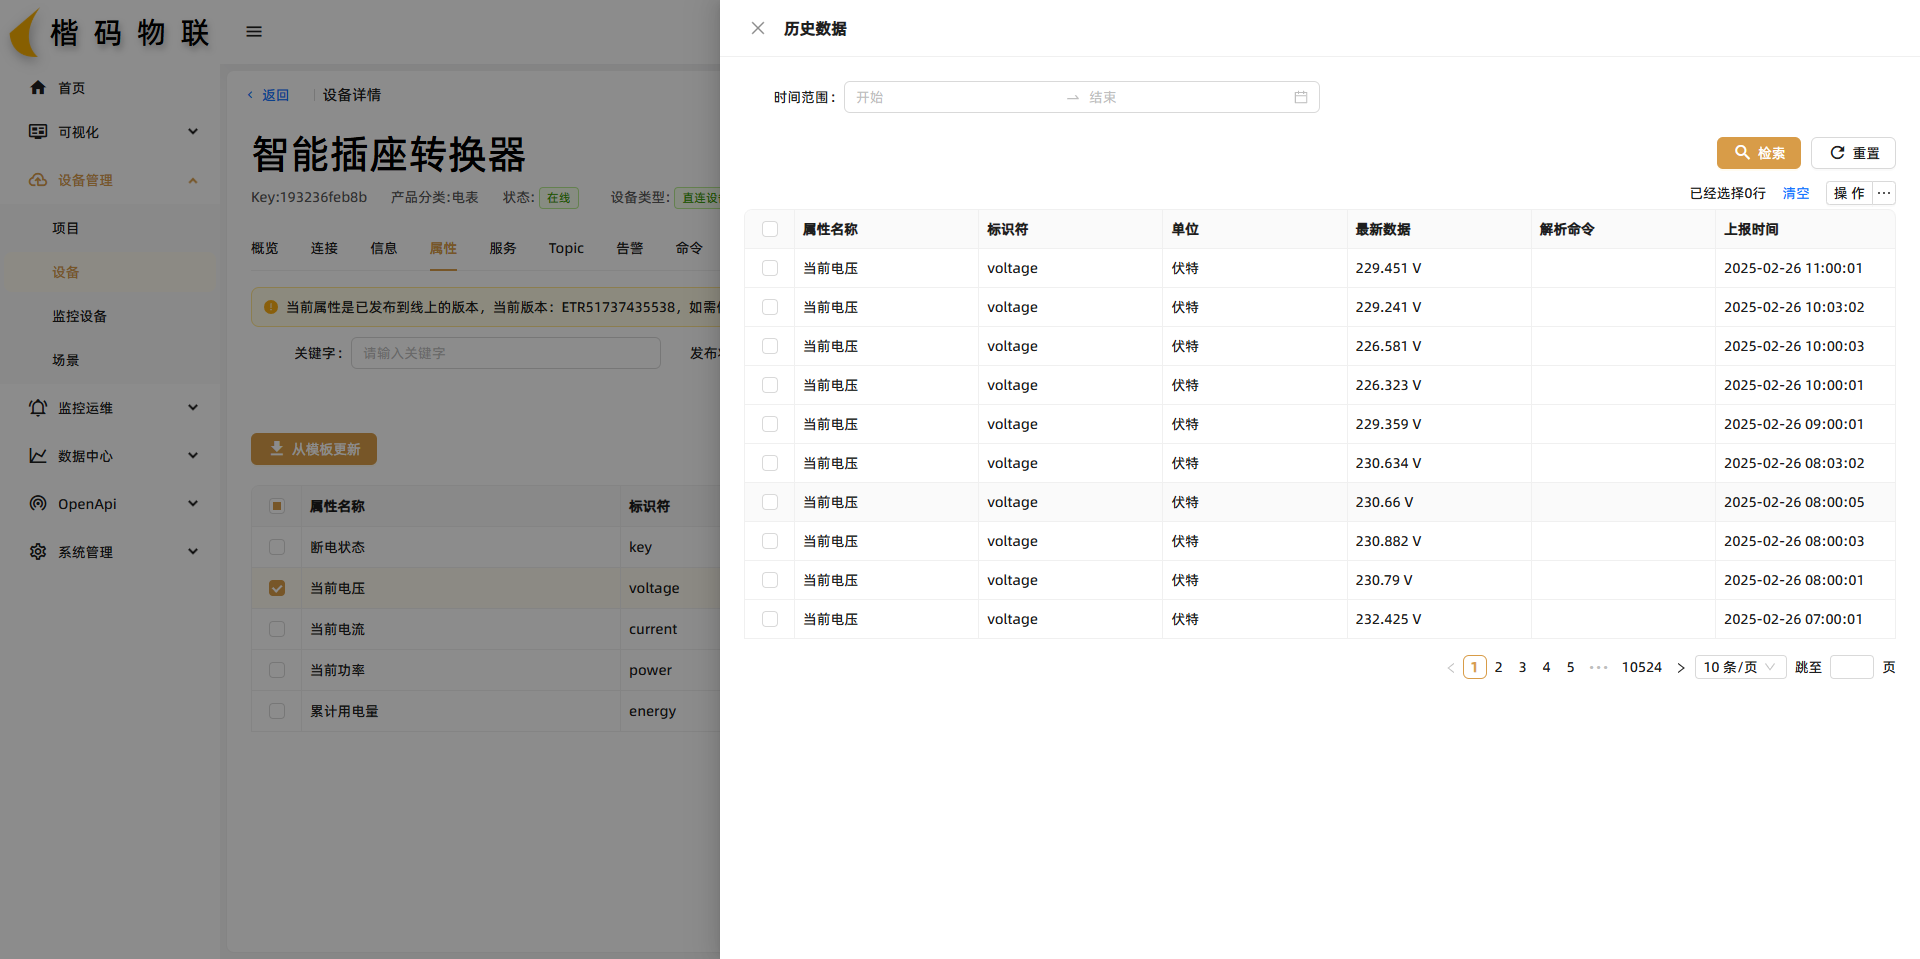 楷码物联
首页
可视化
设备管理
项目
设备
监控设备
场景
监控运维
数据中心
OpenApi
系统管理
返回
设备详情
智能插座转换器
Key:193236feb8b 产品分类:电表 状态: 在线 设备类型: 直连设
概览 连接 信息 属性 服务 Topic 告警 命令
当前属性是已发布到线上的版本，当前版本：ETR51737435538，如需
关键字： 请输入关键字 发布
从模板更新
属性名称 标识符
断电状态 key
当前电压 voltage
当前电流 current
当前功率 power
累计用电量 energy
历史数据
时间范围： 开始 → 结束
检索 重置
已经选择0行 清空 操作 ···
属性名称 标识符 单位 最新数据 解析命令 上报时间
当前电压 voltage 伏特 229.451 V 2025-02-26 11:00:01
当前电压 voltage 伏特 229.241 V 2025-02-26 10:03:02
当前电压 voltage 伏特 226.581 V 2025-02-26 10:00:03
当前电压 voltage 伏特 226.323 V 2025-02-26 10:00:01
当前电压 voltage 伏特 229.359 V 2025-02-26 09:00:01
当前电压 voltage 伏特 230.634 V 2025-02-26 08:03:02
当前电压 voltage 伏特 230.66 V 2025-02-26 08:00:05
当前电压 voltage 伏特 230.882 V 2025-02-26 08:00:03
当前电压 voltage 伏特 230.79 V 2025-02-26 08:00:01
当前电压 voltage 伏特 232.425 V 2025-02-26 07:00:01
< 1 2 3 4 5 ••• 10524 > 10 条/页 跳至 页